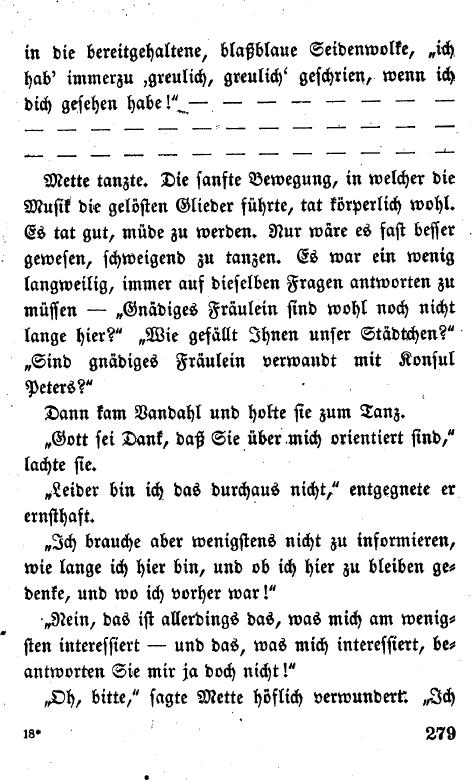 in die bereitgehaltene, blaßblaue Seidenwolke, „ich
hab' immerzu ‚greulich, greulich‘ geschrien, wenn ich
dich gesehen habe!“ — — — — — — — —
— — — — — — — — — — — — —
— — — — — — — — — — — — —
Mette tanzte. Die sanfte Bewegung, in welcher die
Musik die gelösten Glieder führte, tat körperlich wohl.
Es tat gut, müde zu werden. Nur wäre es fast besser
gewesen, schweigend zu tanzen. Es war ein wenig
langweilig, immer auf dieselben Fragen antworten zu
müssen — „Gnädiges Fräulein sind wohl noch nicht
lange hier?“ „Wie gefällt Ihnen unser Städtchen?“
„Sind gnädiges Fräulein verwandt mit Konsul
Peters?“
Dann kam Vandahl und holte sie zum Tanz.
„Gott sei Dank, daß Sie über mich orientiert sind,“
lachte sie.
„Leider bin ich das durchaus nicht,“ entgegnete er
ernsthaft.
„Ich brauche aber wenigstens nicht zu informieren,
wie lange ich hier bin, und ob ich hier zu bleiben ge-
denke, und wo ich vorher war!“
„Nein, das ist allerdings das, was mich am wenig-
sten interessiert — und das, was mich interessiert, be-
antworten Sie mir ja doch nicht!“
„Oh, bitte,“ sagte Mette höflich verwundert. „Ich
18* 279